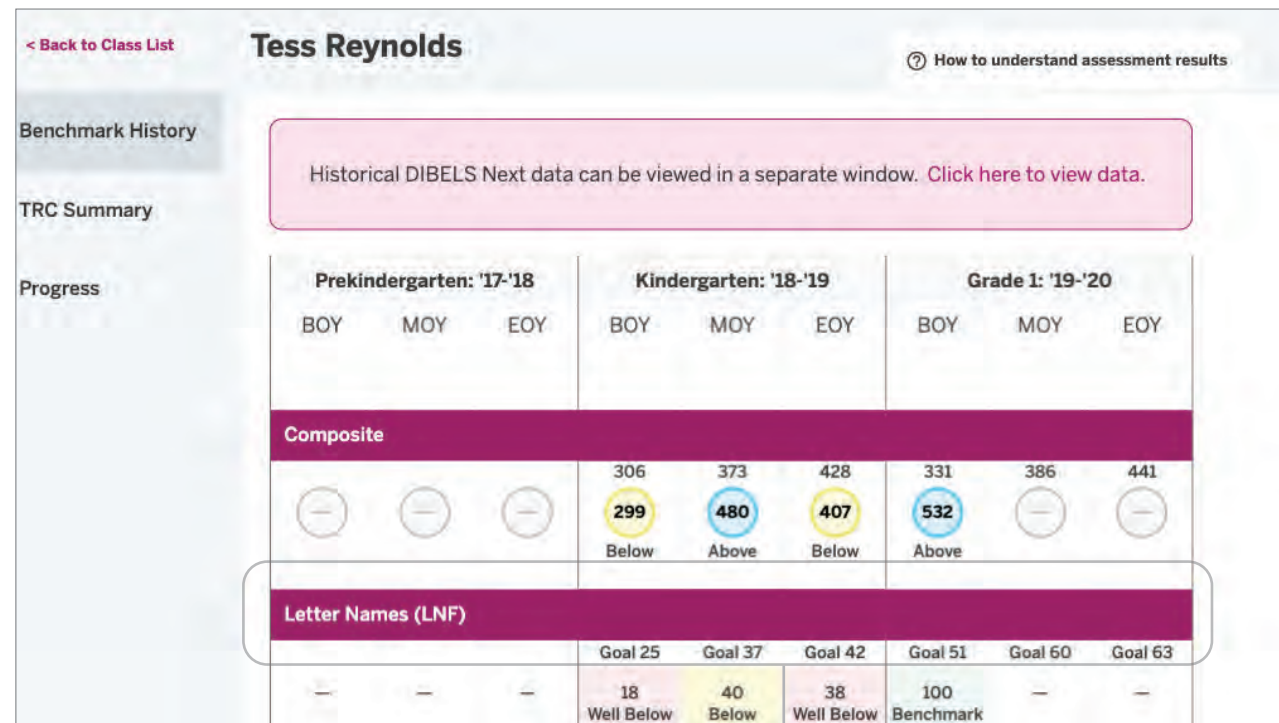 < Back to Class List
Tess Reynolds
How to understand assessment results
Benchmark History
TRC Summary
Progress
Historical DIBELS Next data can be viewed in a separate window. Click here to view data.
Prekindergarten: '17-'18 Kindergarten: '18-'19 Grade 1: '19-'20
BOY MOY EOY BOY MOY EOY BOY MOY EOY
Composite
306 373 428 331 386 441
— — — 299 480 407 532 — —
Below Above Below Above
Letter Names (LNF)
Goal 25 Goal 37 Goal 42 Goal 51 Goal 60 Goal 63
— — — 18 40 38 100 — —
Well Below Below Well Below Benchmark